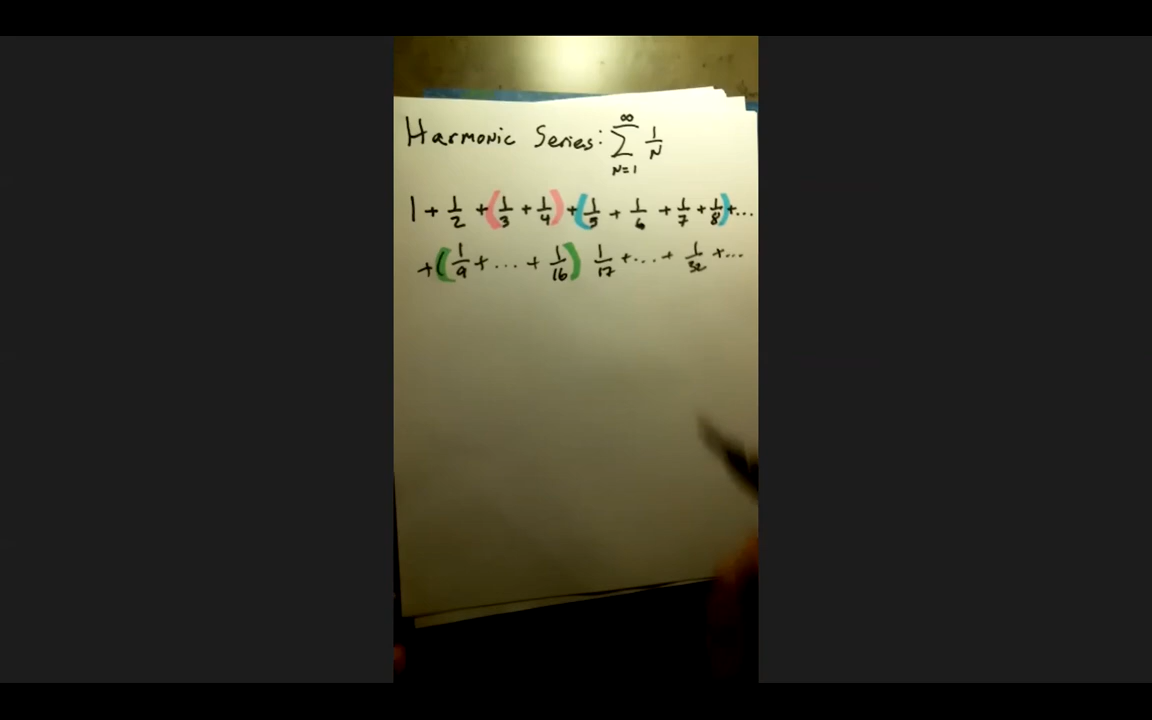 Harmonic Series: ∞∑N=1 1/N
1 + 1/2 + (1/3 + 1/4) + (1/5 + 1/6 + 1/7 + 1/8) + ...
+ (1/9 + ... + 1/16) 1/17 + ... + 1/32 + ...